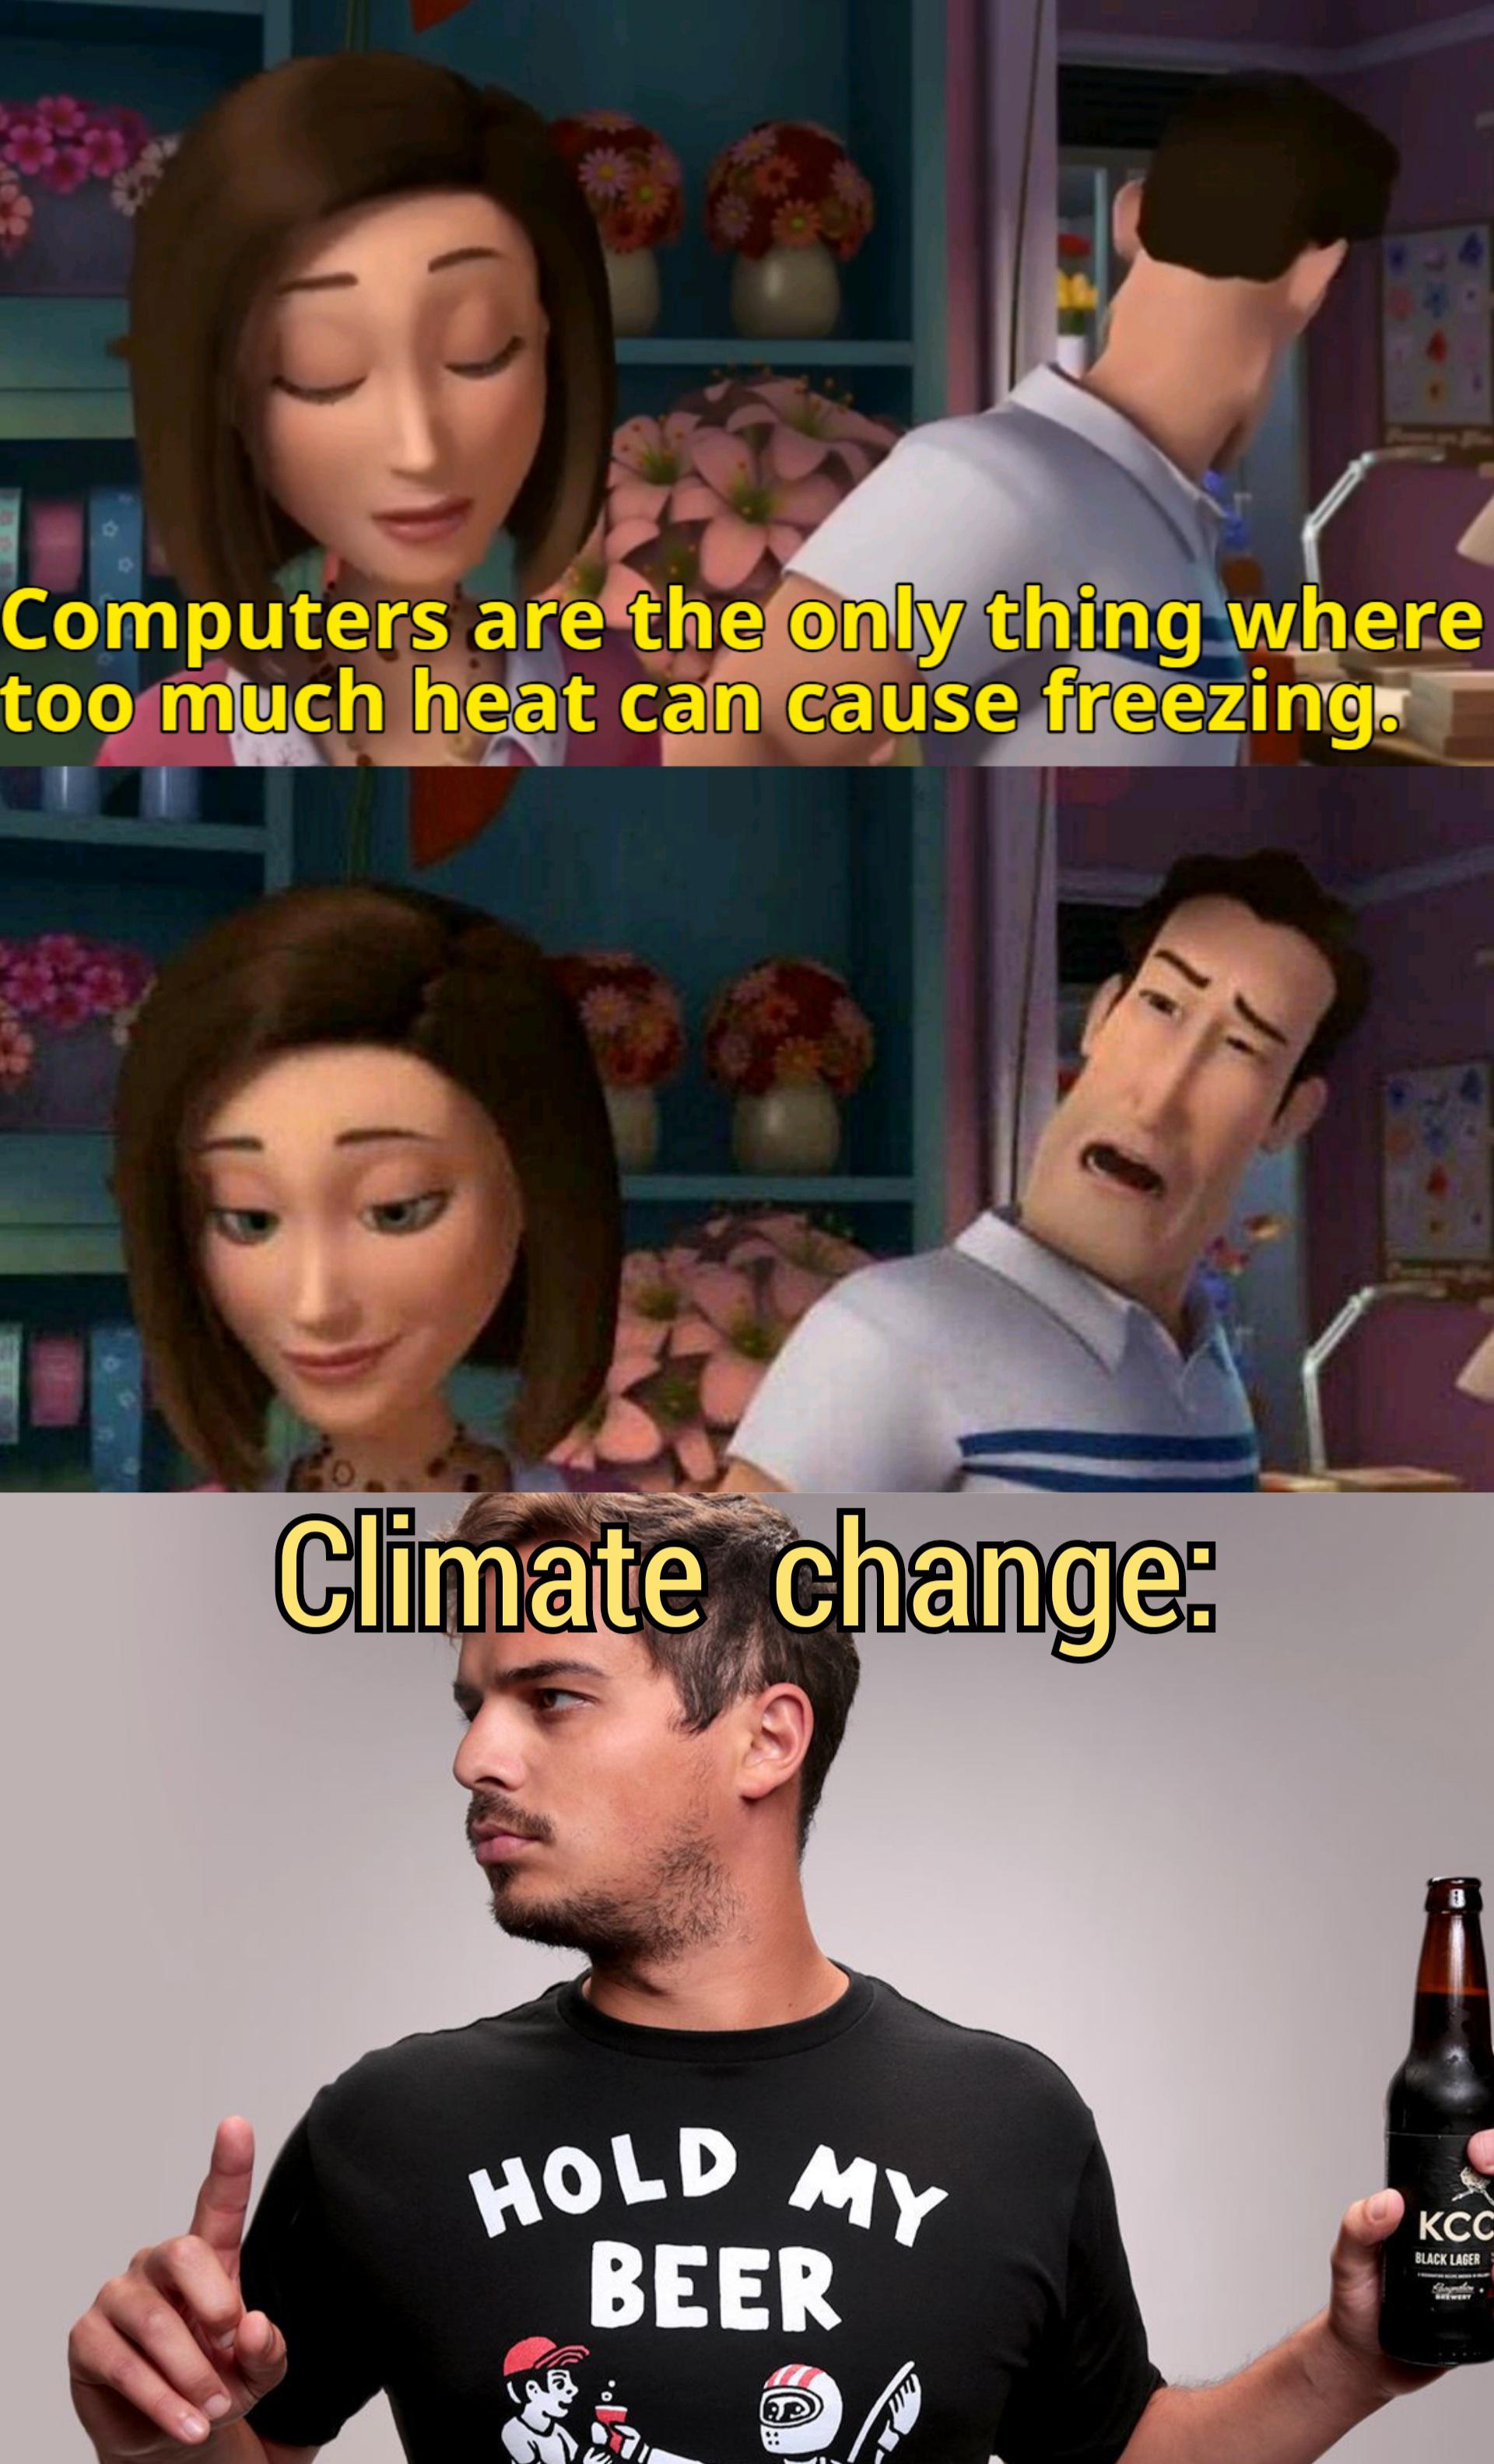 Computers are the only thing where
too much heat can cause freezing.
Climate change:
HOLD MY
BEER
KCC
BLACK LAGER
BREWERY